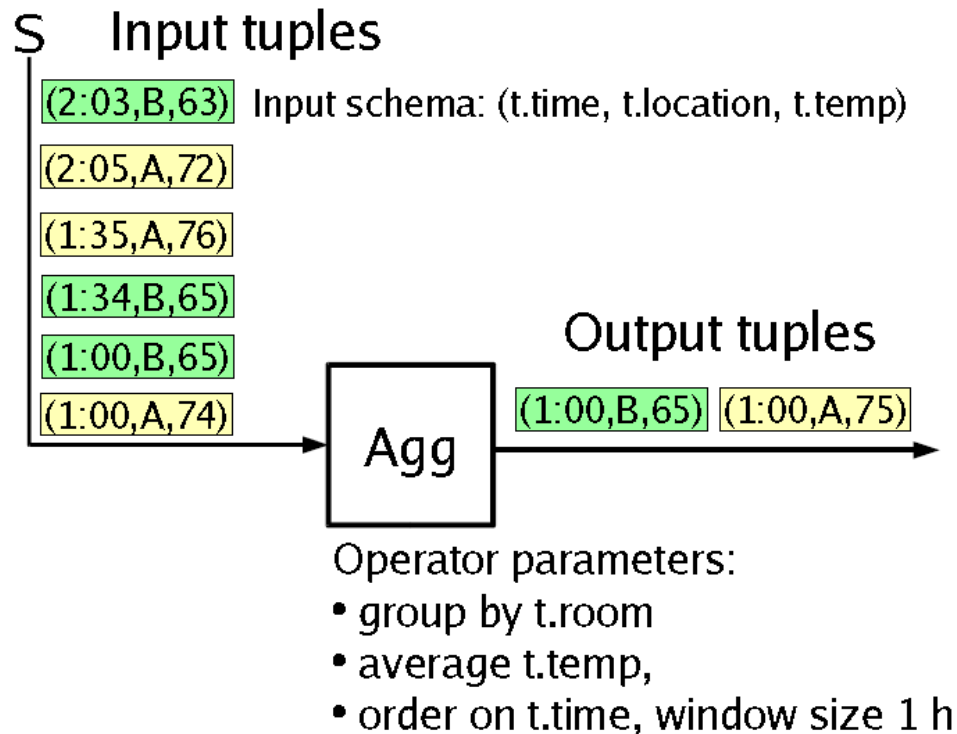 S Input tuples
(2:03,B,63) Input schema: (t.time, t.location, t.temp)
(2:05,A,72)
(1:35,A,76)
(1:34,B,65)
(1:00,B,65)
(1:00,A,74)
Output tuples
(1:00,B,65) (1:00,A,75)
Agg
Operator parameters:
• group by t.room
• average t.temp,
• order on t.time, window size 1 h